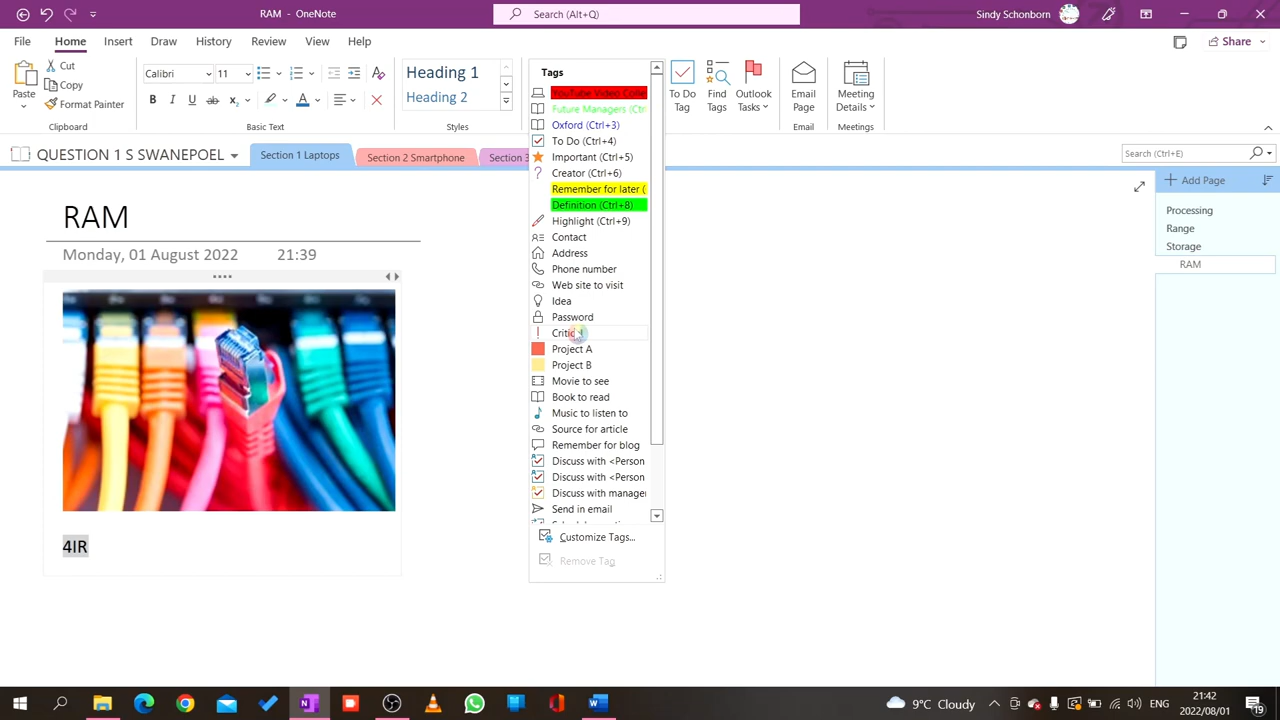 RAM - OneNote
Search (Alt+Q)
Sindy Schonborn
File
Home
Insert
Draw
History
Review
View
Help
Share
Paste
Cut
Copy
Format Painter
Clipboard
Calibri
11
Basic Text
Heading 1
Heading 2
Styles
Tags
Future Managers (Ctr
Oxford (Ctrl+3)
To Do (Ctrl+4)
Important (Ctrl+5)
Creator (Ctrl+6)
Remember for later (
Definition (Ctrl+8)
Highlight (Ctrl+9)
Contact
Address
Phone number
Web site to visit
Idea
Password
Critical
Project A
Project B
Movie to see
Book to read
Music to listen to
Source for article
Remember for blog
Discuss with <Person
Discuss with <Person
Discuss with manager
Send in email
Customize Tags...
Remove Tag
To Do
Tag
Find
Tags
Outlook
Tasks
Email
Page
Email
Meeting
Details
Meetings
QUESTION 1 S SWANEPOEL
Section 1 Laptops
Section 2 Smartphone
Section 3
Search (Ctrl+E)
Add Page
Processing
Range
Storage
RAM
RAM
Monday, 01 August 2022 21:39
4IR
9°C Cloudy
21:42
2022/08/01
19